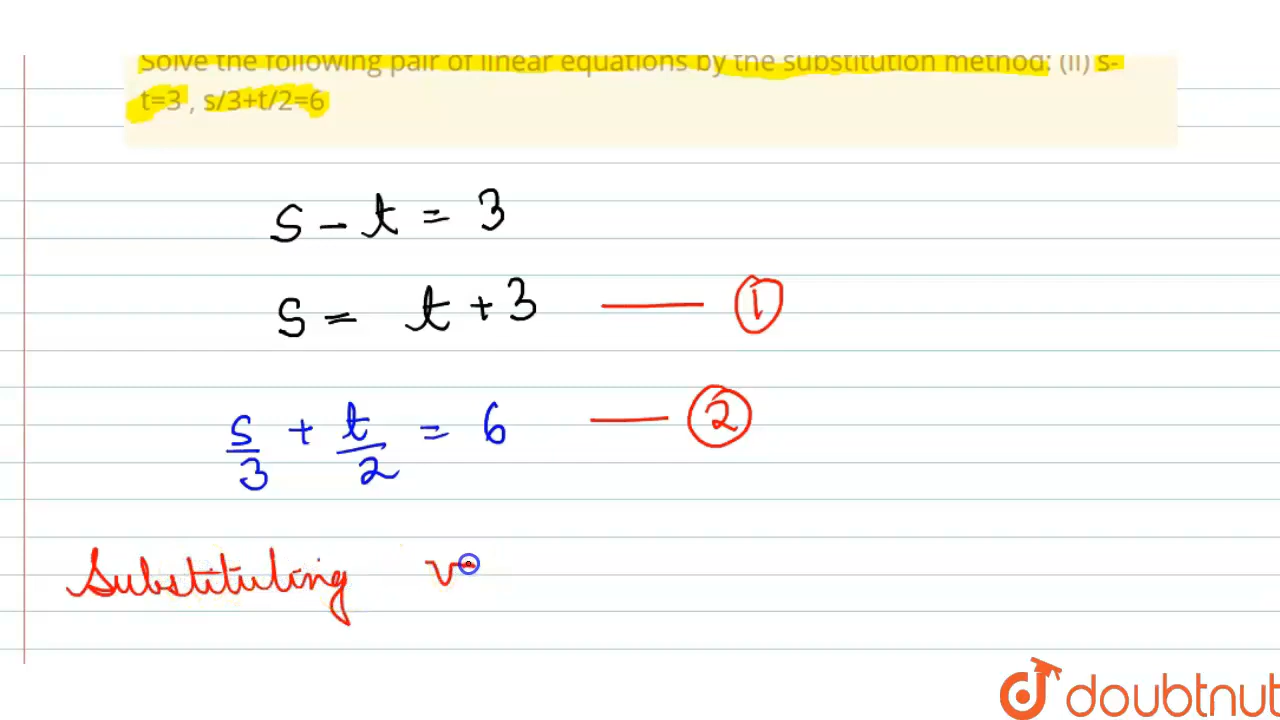 Solve the following pair of linear equations by the substitution method: (ii) s-
t=3 , s/3+t/2=6
s - t = 3
s = t + 3 —— ①
s/3 + t/2 = 6 —— ②
Substituting
doubtnut